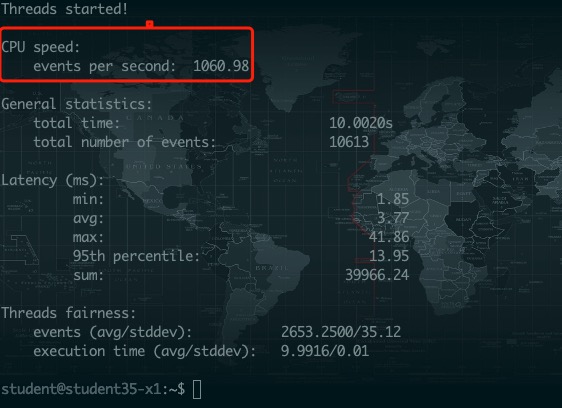 Threads started!
CPU speed:
events per second: 1060.98
General statistics:
total time: 10.0020s
total number of events: 10613
Latency (ms):
min: 1.85
avg: 3.77
max: 41.86
95th percentile: 13.95
sum: 39966.24
Threads fairness:
events (avg/stddev): 2653.2500/35.12
execution time (avg/stddev): 9.9916/0.01
student@student35-x1:~$